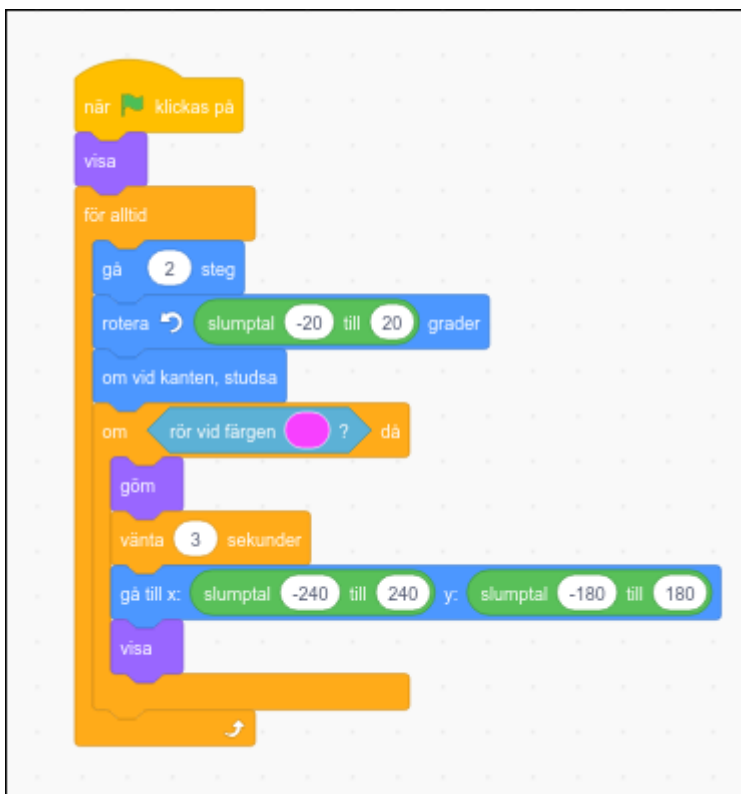 när klickas på
visa
för alltid
gå 2 steg
rotera slumptal -20 till 20 grader
om vid kanten, studsa
om rör vid färgen ? då
göm
vänta 3 sekunder
gå till x: slumptal -240 till 240 y: slumptal -180 till 180
visa